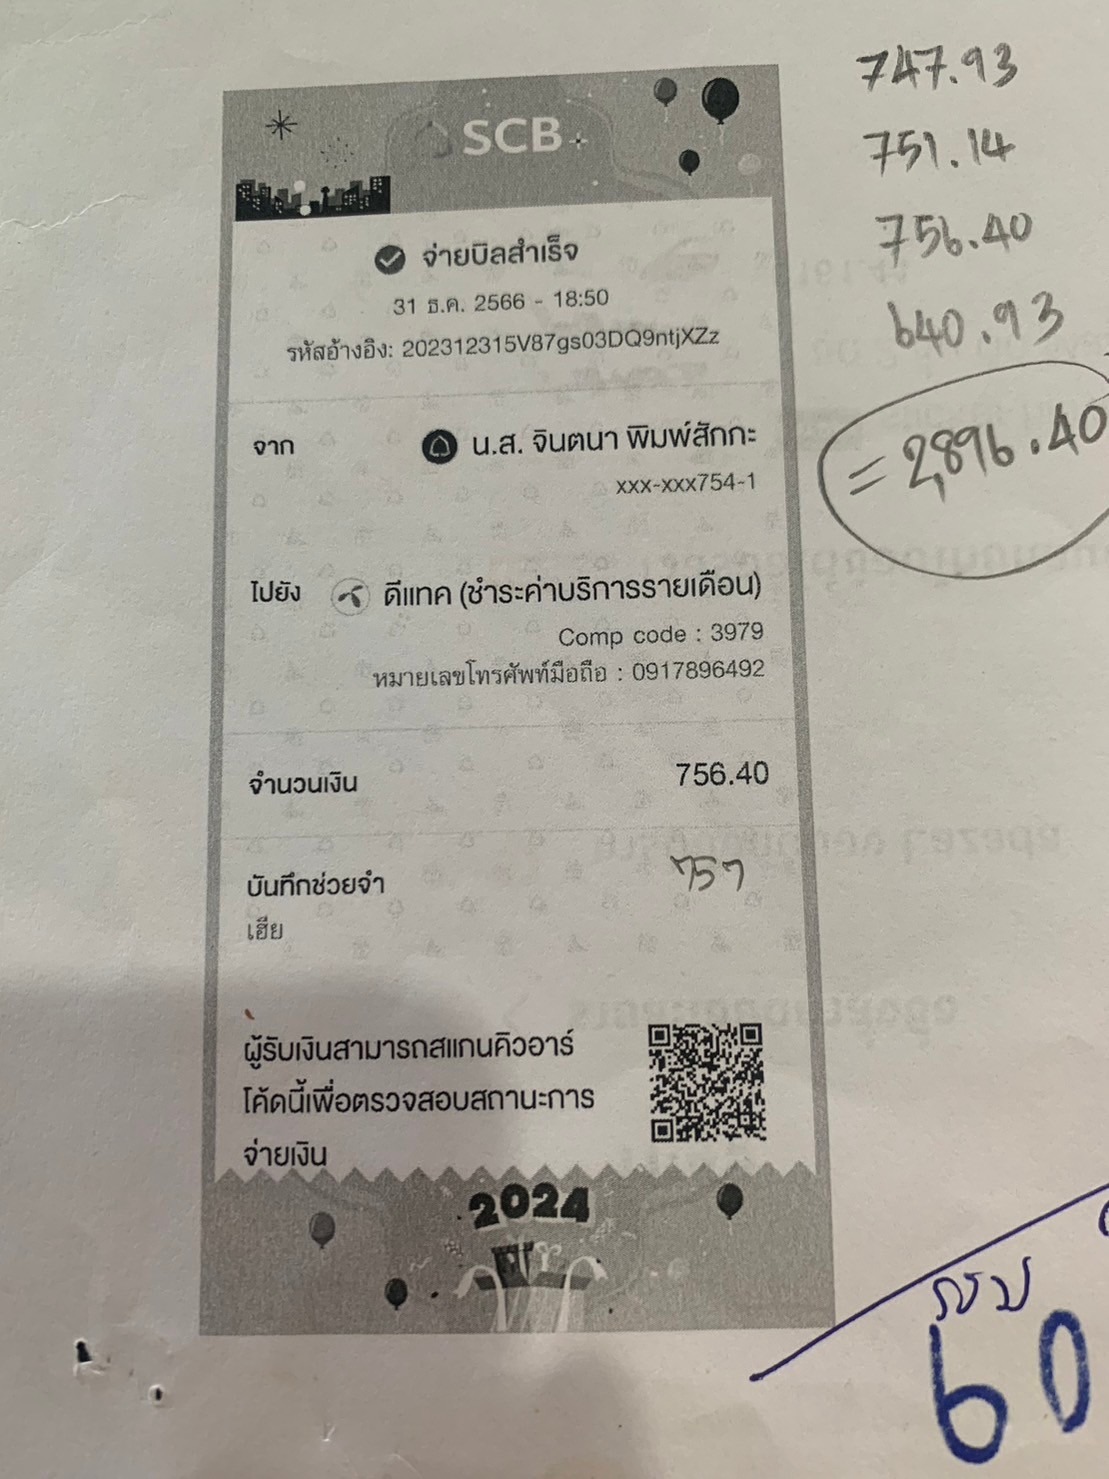 SCB
จ่ายบิลสำเร็จ
31 ธ.ค. 2566 - 18:50
รหัสอ้างอิง: 202312315V87gs03DQ9ntjXZz
จาก
น.ส. จินตนา พิมพ์สักกะ
xxx-xxx754-1
ไปยัง
ดีแทค (ชำระค่าบริการรายเดือน)
Comp code : 3979
หมายเลขโทรศัพท์มือถือ : 0917896492
จำนวนเงิน 756.40
757
บันทึกช่วยจำ
เฮีย
ผู้รับเงินสามารถสแกนคิวอาร์
โค้ดนี้เพื่อตรวจสอบสถานะการ
จ่ายเงิน
2024
747.93
751.14
756.40
640.93
= 2,896.40
60